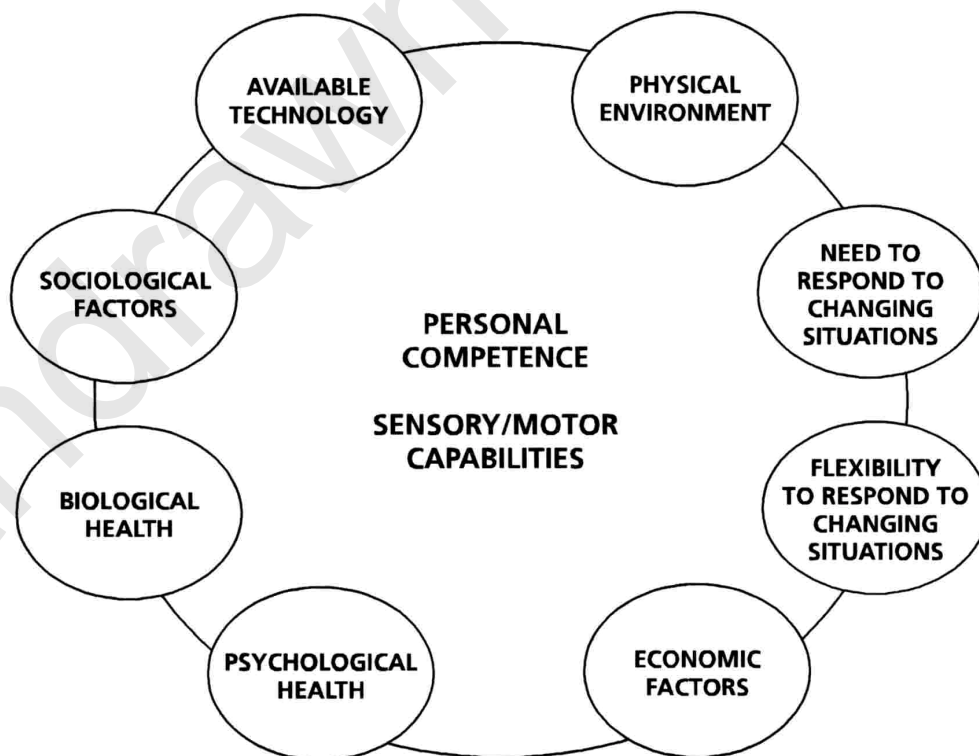 AVAILABLE
TECHNOLOGY
PHYSICAL
ENVIRONMENT
SOCIOLOGICAL
FACTORS
NEED TO
RESPOND TO
CHANGING
SITUATIONS
PERSONAL
COMPETENCE
SENSORY/MOTOR
CAPABILITIES
BIOLOGICAL
HEALTH
FLEXIBILITY
TO RESPOND TO
CHANGING
SITUATIONS
PSYCHOLOGICAL
HEALTH
ECONOMIC
FACTORS